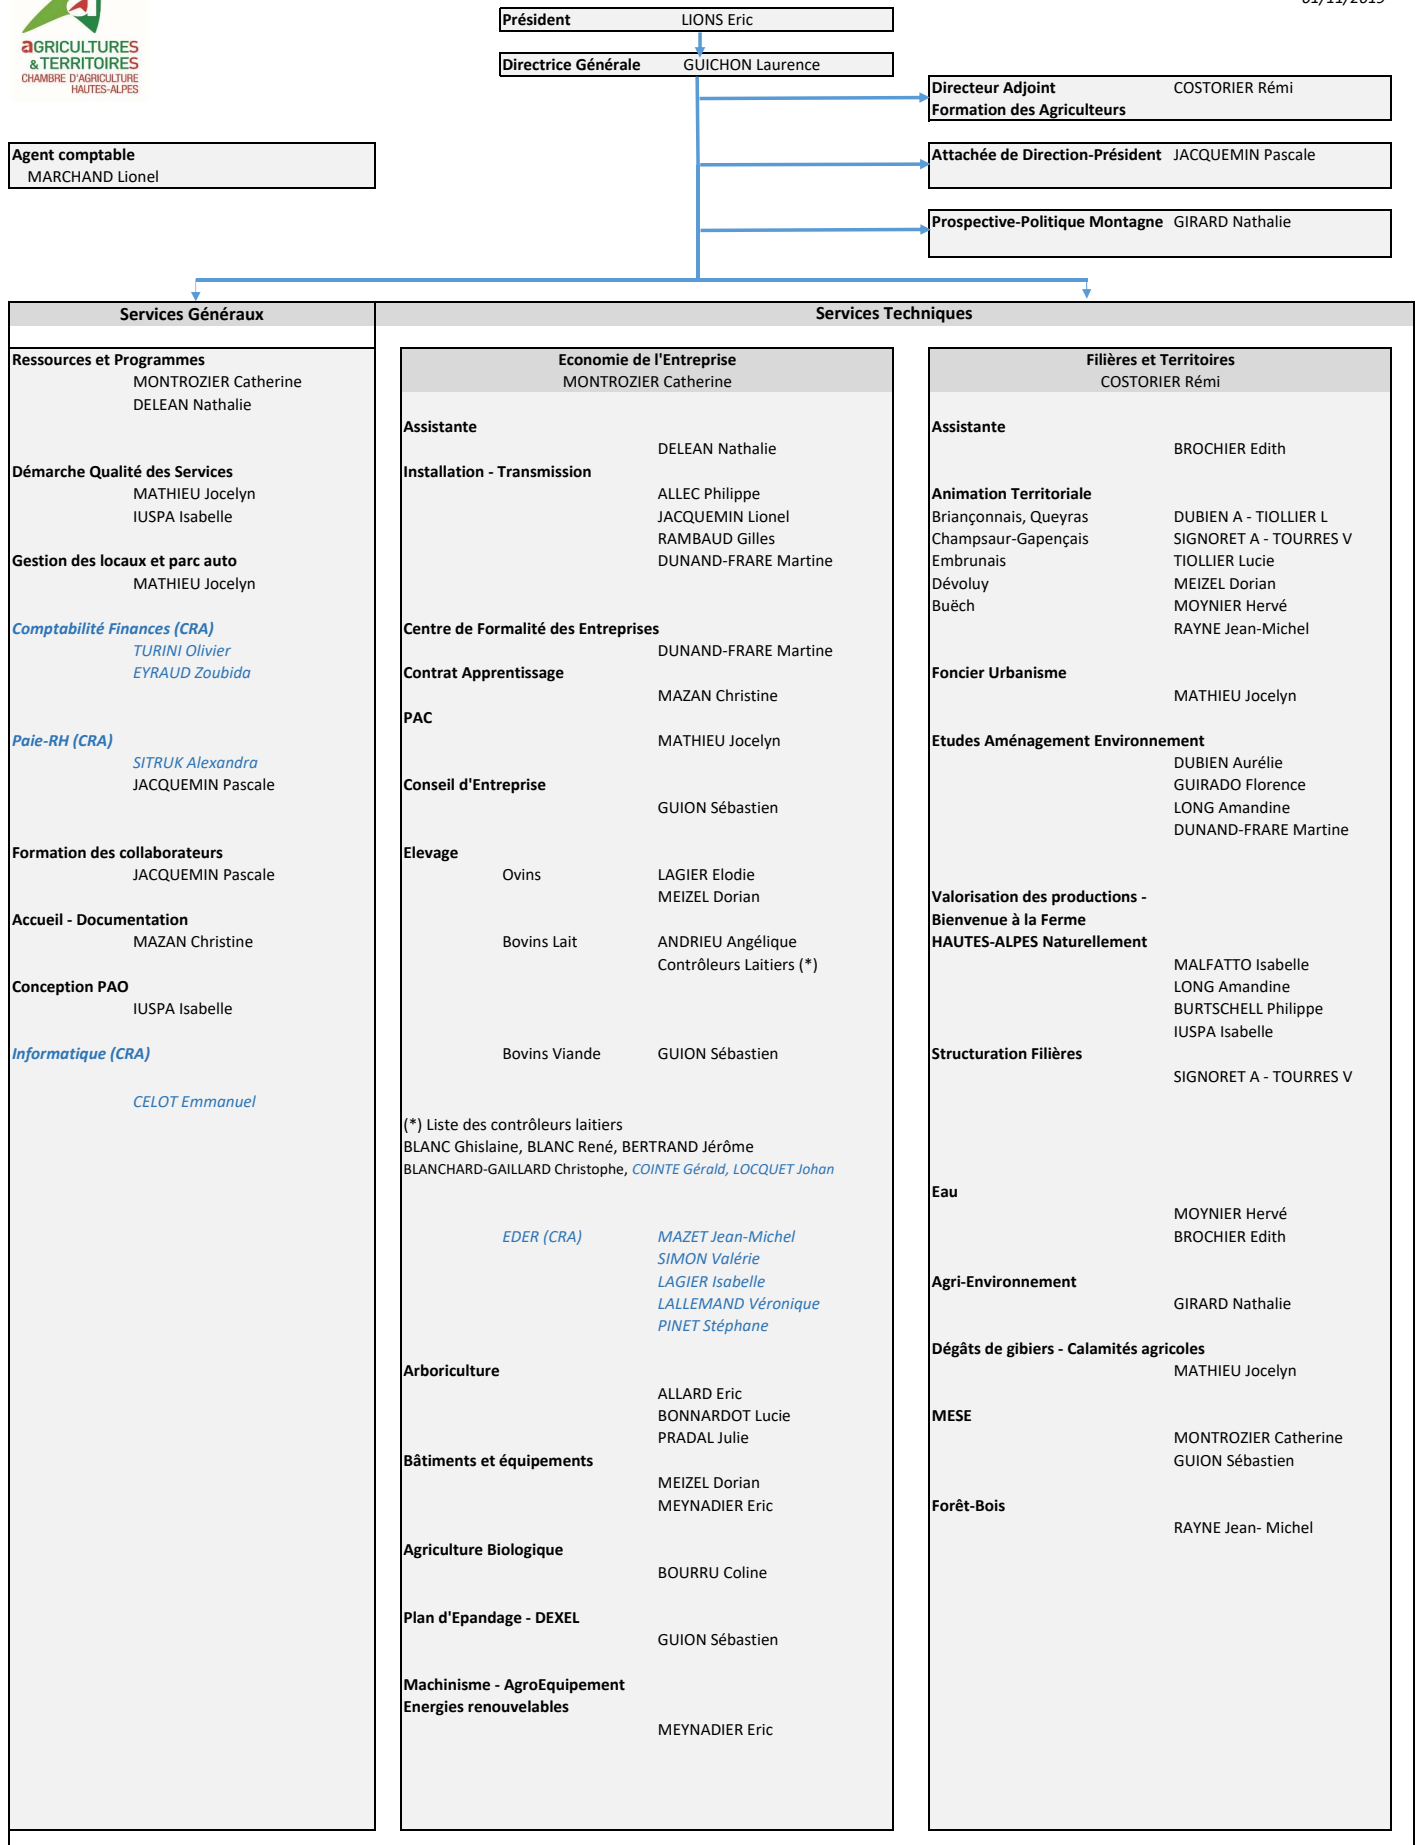 01/11/2015
aGRICULTURES
& TERRITOIRES
CHAMBRE D'AGRICULTURE
HAUTES-ALPES
Président LIONS Eric
Directrice Générale GUICHON Laurence
Directeur Adjoint COSTORIER Rémi
Formation des Agriculteurs
Agent comptable
MARCHAND Lionel
Attachée de Direction-Président JACQUEMIN Pascale
Prospective-Politique Montagne GIRARD Nathalie
Services Généraux
Ressources et Programmes
MONTROZIER Catherine
DELEAN Nathalie
Démarche Qualité des Services
MATHIEU Jocelyn
IUSPA Isabelle
Gestion des locaux et parc auto
MATHIEU Jocelyn
Comptabilité Finances (CRA)
TURINI Olivier
EYRAUD Zoubida
Paie-RH (CRA)
SITRUK Alexandra
JACQUEMIN Pascale
Formation des collaborateurs
JACQUEMIN Pascale
Accueil - Documentation
MAZAN Christine
Conception PAO
IUSPA Isabelle
Informatique (CRA)
CELOT Emmanuel
Services Techniques
Economie de l'Entreprise
MONTROZIER Catherine
Assistante
DELEAN Nathalie
Installation - Transmission
ALLEC Philippe
JACQUEMIN Lionel
RAMBAUD Gilles
DUNAND-FRARE Martine
Centre de Formalité des Entreprises
DUNAND-FRARE Martine
Contrat Apprentissage
MAZAN Christine
PAC
MATHIEU Jocelyn
Conseil d'Entreprise
GUION Sébastien
Elevage
Ovins LAGIER Elodie
MEIZEL Dorian
Bovins Lait ANDRIEU Angélique
Contrôleurs Laitiers (*)
Bovins Viande GUION Sébastien
(*) Liste des contrôleurs laitiers
BLANC Ghislaine, BLANC René, BERTRAND Jérôme
BLANCHARD-GAILLARD Christophe, COINTE Gérald, LOCQUET Johan
EDER (CRA) MAZET Jean-Michel
SIMON Valérie
LAGIER Isabelle
LALLEMAND Véronique
PINET Stéphane
Arboriculture
ALLARD Eric
BONNARDOT Lucie
PRADAL Julie
Bâtiments et équipements
MEIZEL Dorian
MEYNADIER Eric
Agriculture Biologique
BOURRU Coline
Plan d'Epandage - DEXEL
GUION Sébastien
Machinisme - AgroEquipement
Energies renouvelables
MEYNADIER Eric
Filières et Territoires
COSTORIER Rémi
Assistante
BROCHIER Edith
Animation Territoriale
Briançonnais, Queyras DUBIEN A - TIOLLIER L
Champsaur-Gapençais SIGNORET A - TOURRES V
Embrunais TIOLLIER Lucie
Dévoluy MEIZEL Dorian
Buëch MOYNIER Hervé
RAYNE Jean-Michel
Foncier Urbanisme
MATHIEU Jocelyn
Etudes Aménagement Environnement
DUBIEN Aurélie
GUIRADO Florence
LONG Amandine
DUNAND-FRARE Martine
Valorisation des productions -
Bienvenue à la Ferme
HAUTES-ALPES Naturellement
MALFATTO Isabelle
LONG Amandine
BURTSCHELL Philippe
IUSPA Isabelle
Structuration Filières
SIGNORET A - TOURRES V
Eau
MOYNIER Hervé
BROCHIER Edith
Agri-Environnement
GIRARD Nathalie
Dégâts de gibiers - Calamités agricoles
MATHIEU Jocelyn
MESE
MONTROZIER Catherine
GUION Sébastien
Forêt-Bois
RAYNE Jean- Michel